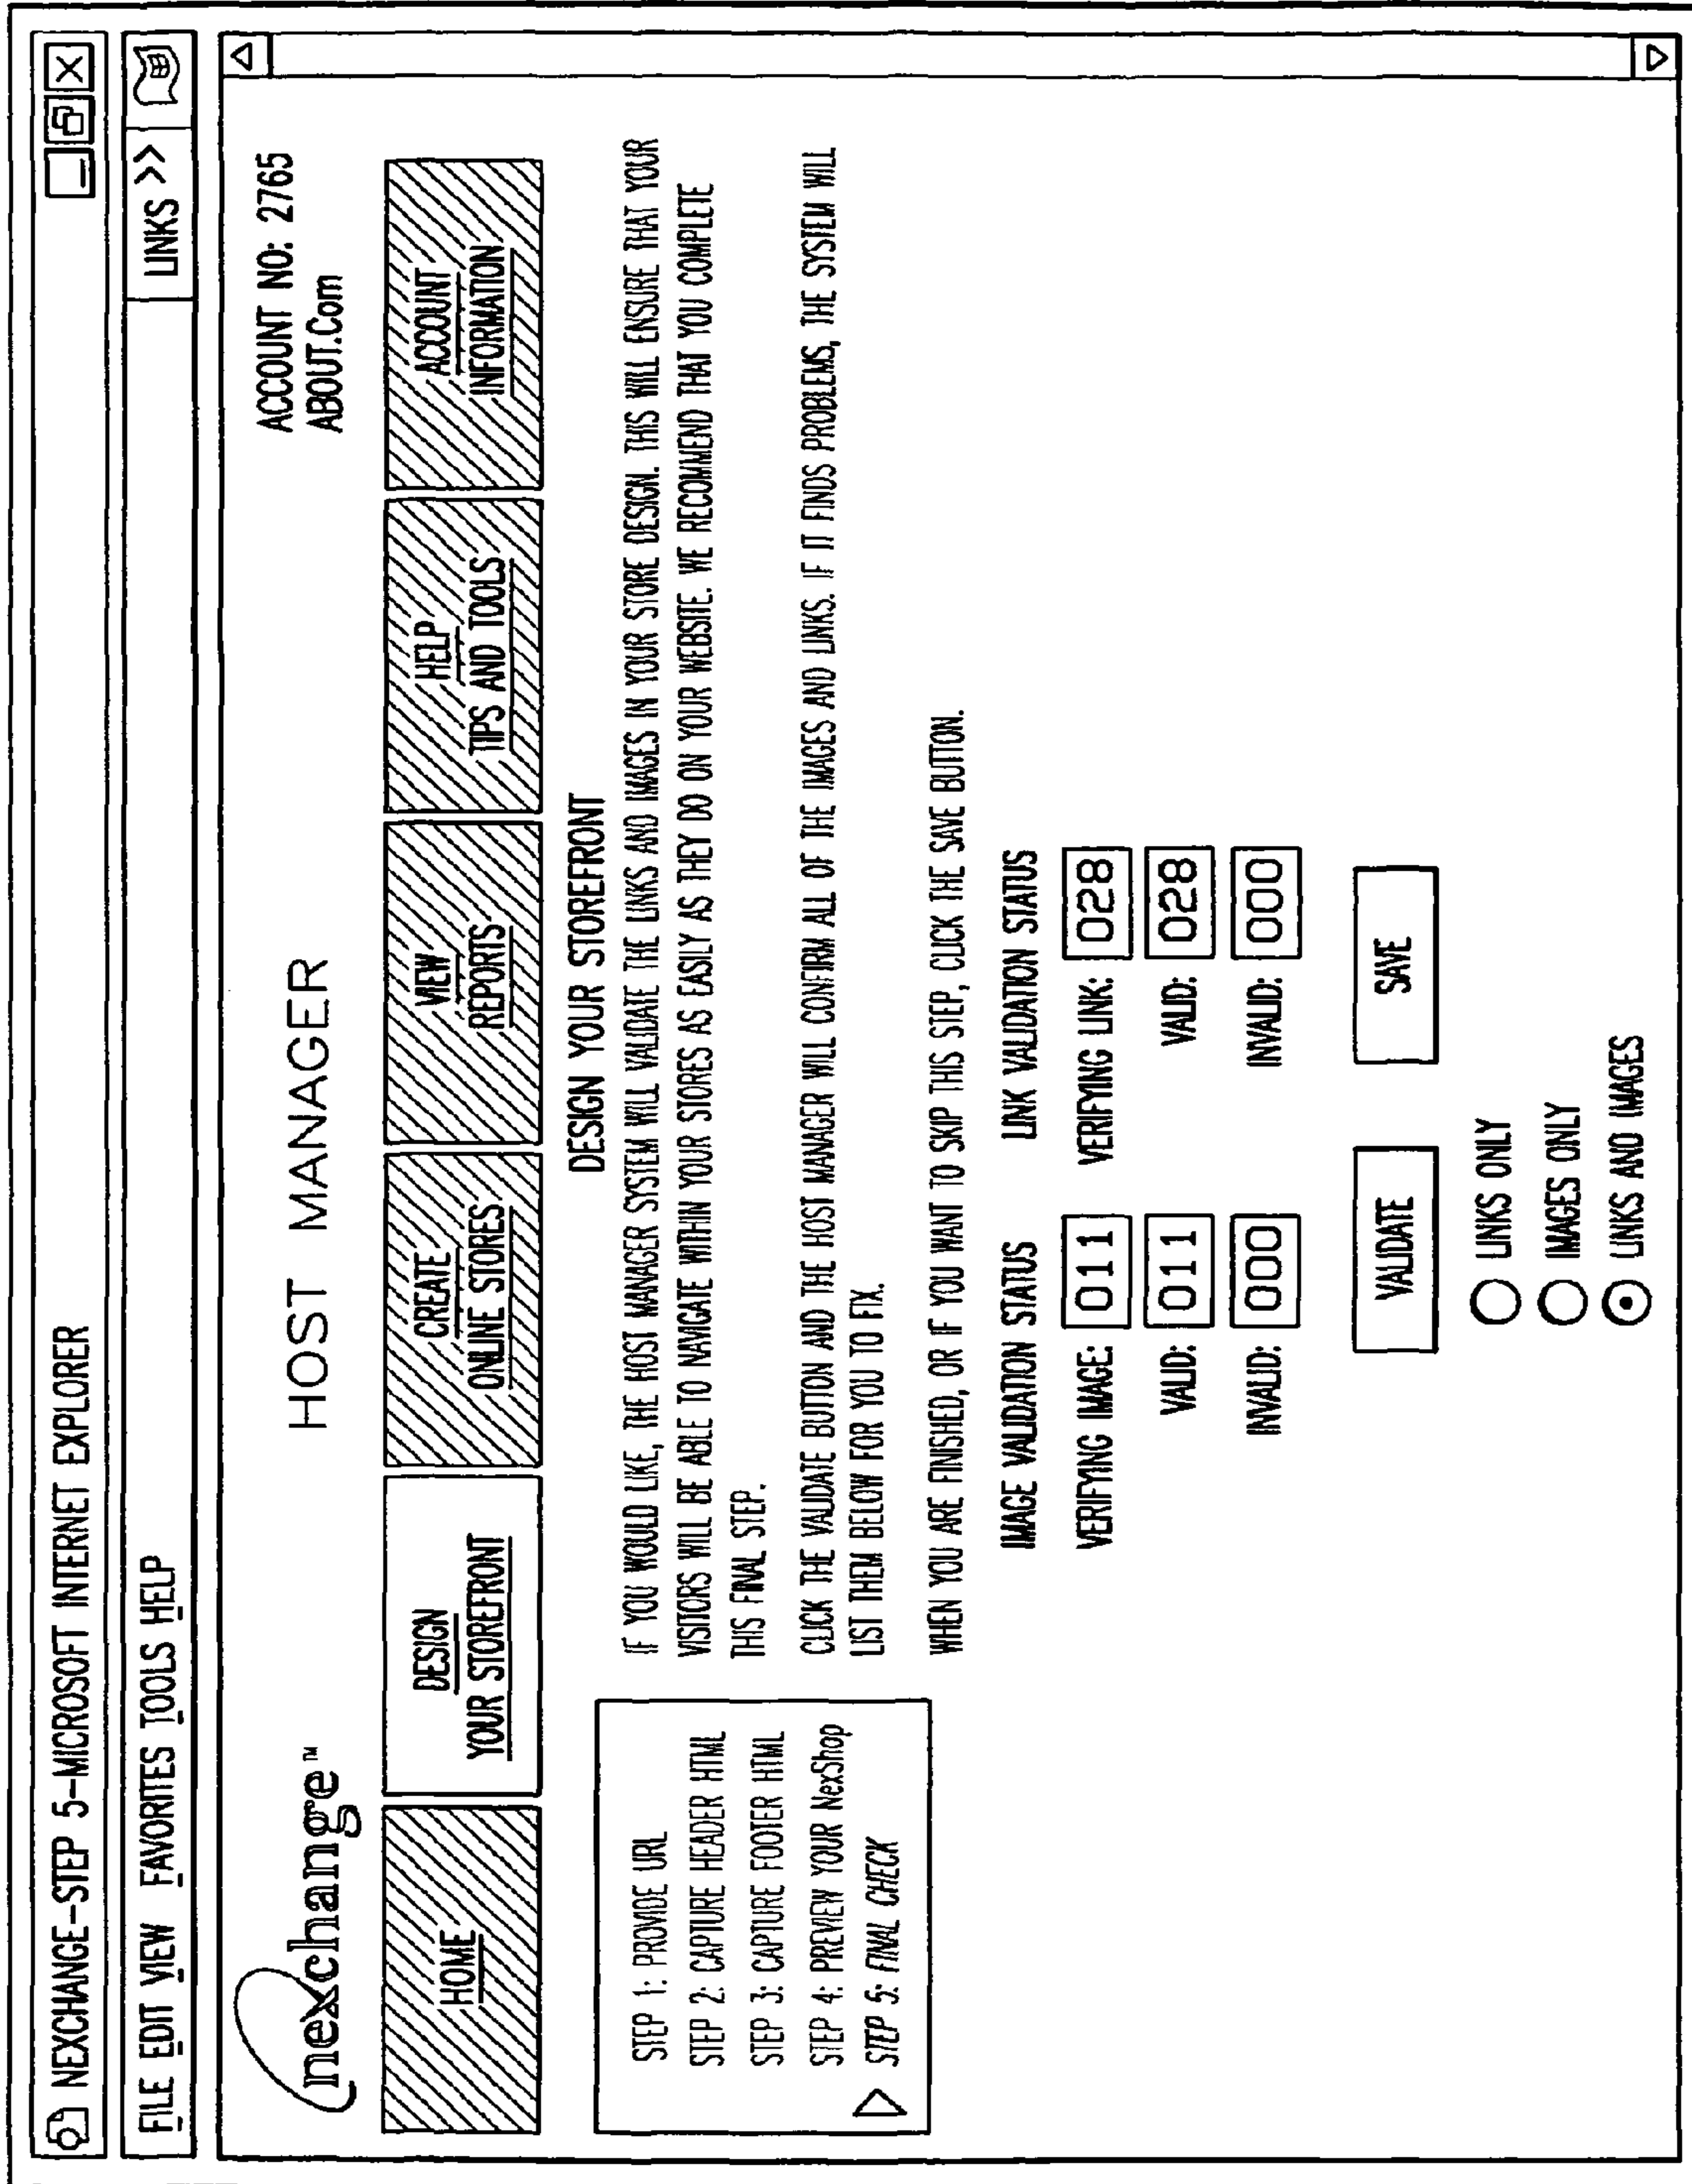 NEXCHANGE-STEP 5-MICROSOFT INTERNET EXPLORER
FILE EDIT VIEW FAVORITES TOOLS HELP
LINKS >>
nexchange™
HOST MANAGER
ACCOUNT NO: 2765
ABOUT.Com
HOME
DESIGN
YOUR STOREFRONT
CREATE
ONLINE STORES
VIEW
REPORTS
HELP
TIPS AND TOOLS
ACCOUNT
INFORMATION
STEP 1: PROVIDE URL
STEP 2: CAPTURE HEADER HTML
STEP 3: CAPTURE FOOTER HTML
STEP 4: PREVIEW YOUR NexShop
STEP 5: FINAL CHECK
DESIGN YOUR STOREFRONT
IF YOU WOULD LIKE, THE HOST MANAGER SYSTEM WILL VALIDATE THE LINKS AND IMAGES IN YOUR STORE DESIGN. THIS WILL ENSURE THAT YOUR
VISITORS WILL BE ABLE TO NAVIGATE WITHIN YOUR STORES AS EASILY AS THEY DO ON YOUR WEBSITE. WE RECOMMEND THAT YOU COMPLETE
THIS FINAL STEP.
CLICK THE VALIDATE BUTTON AND THE HOST MANAGER WILL CONFIRM ALL OF THE IMAGES AND LINKS. IF IT FINDS PROBLEMS, THE SYSTEM WILL
LIST THEM BELOW FOR YOU TO FIX.
WHEN YOU ARE FINISHED, OR IF YOU WANT TO SKIP THIS STEP, CLICK THE SAVE BUTTON.
IMAGE VALIDATION STATUS LINK VALIDATION STATUS
VERIFYING IMAGE: 011 VERIFYING LINK: 028
VALID: 011 VALID: 028
INVALID: 000 INVALID: 000
VALIDATE SAVE
LINKS ONLY
IMAGES ONLY
LINKS AND IMAGES